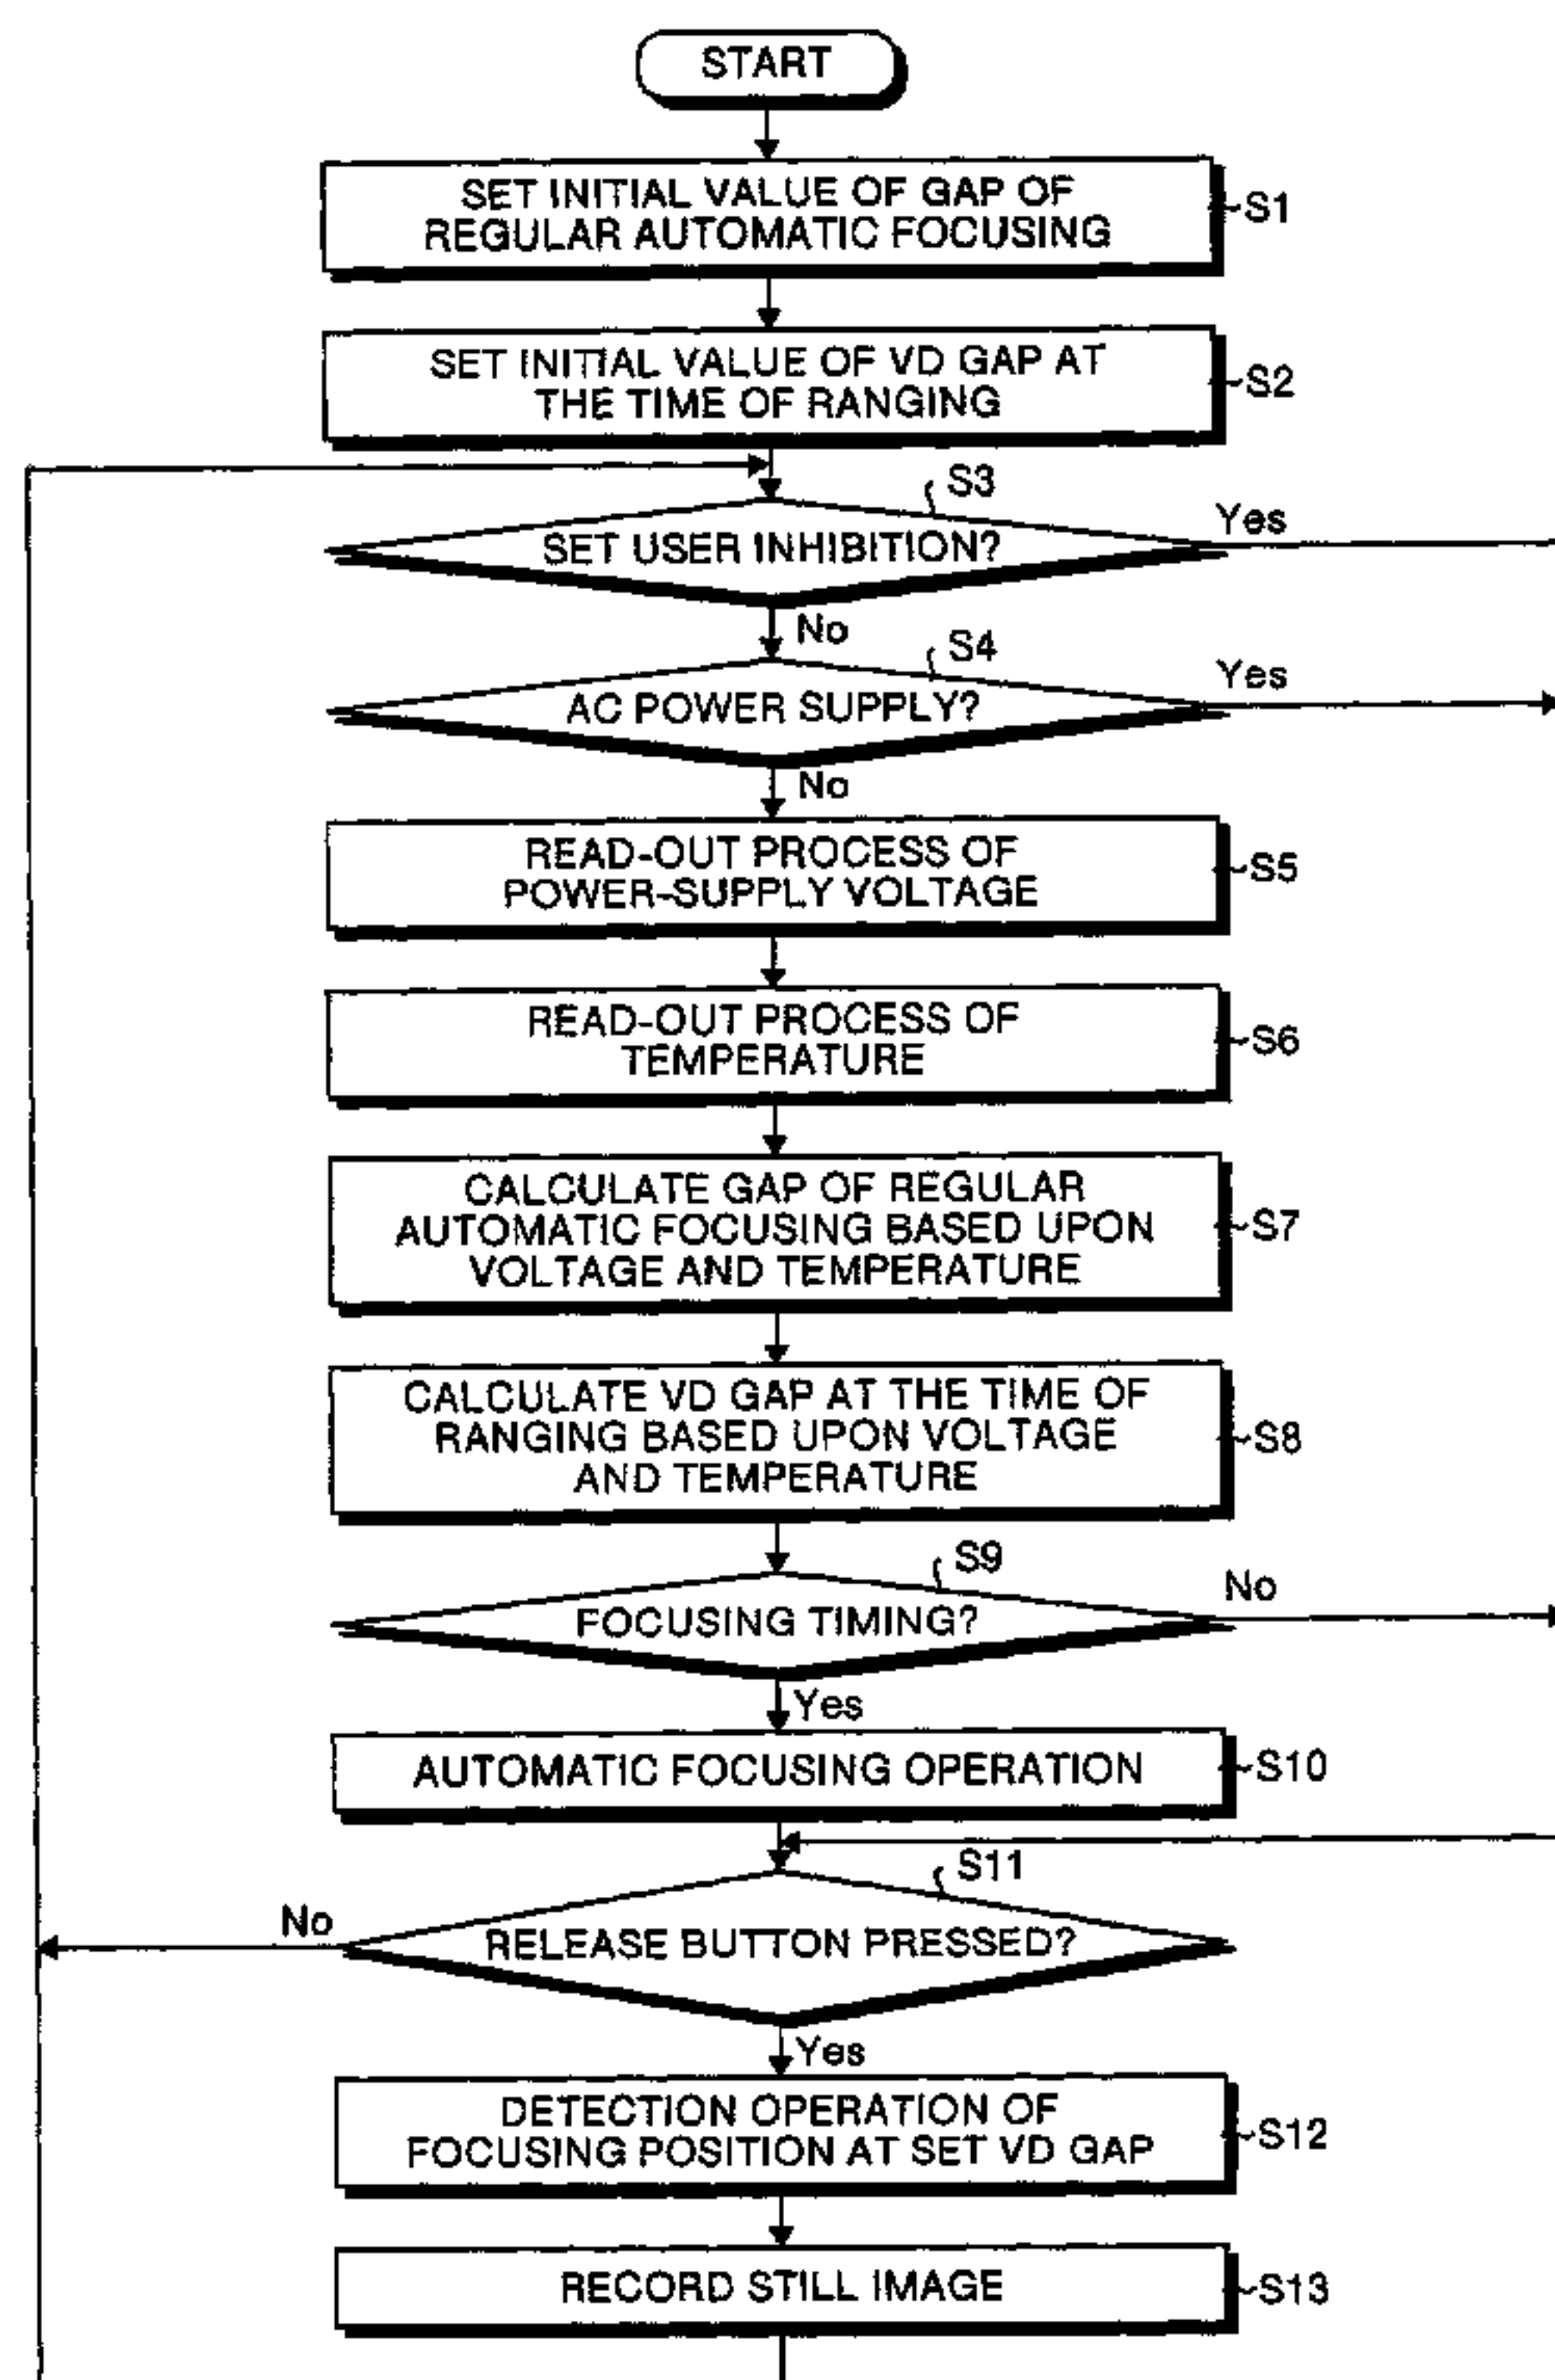 START
SET INITIAL VALUE OF GAP OF
REGULAR AUTOMATIC FOCUSING
S1
SET INITIAL VALUE OF VD GAP AT
THE TIME OF RANGING
S2
S3
Yes
SET USER INHIBITION?
No
S4
Yes
AC POWER SUPPLY?
No
READ-OUT PROCESS OF
POWER-SUPPLY VOLTAGE
S5
READ-OUT PROCESS OF
TEMPERATURE
S6
CALCULATE GAP OF REGULAR
AUTOMATIC FOCUSING BASED UPON
VOLTAGE AND TEMPERATURE
S7
CALCULATE VD GAP AT THE TIME OF
RANGING BASED UPON VOLTAGE
AND TEMPERATURE
S8
S9
No
FOCUSING TIMING?
Yes
AUTOMATIC FOCUSING OPERATION
S10
S11
No
RELEASE BUTTON PRESSED?
Yes
DETECTION OPERATION OF
FOCUSING POSITION AT SET VD GAP
S12
RECORD STILL IMAGE
S13